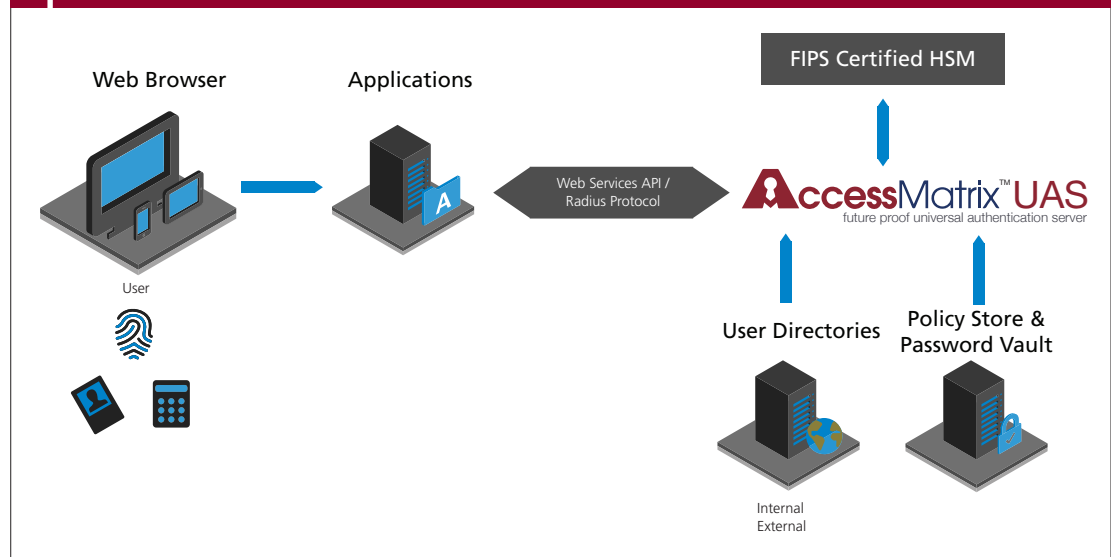 Web Browser
Applications
FIPS Certified HSM
Web Services API /
Radius Protocol
AccessMatrix™ UAS
future proof universal authentication server
User
A
User Directories
Policy Store &
Password Vault
Internal
External